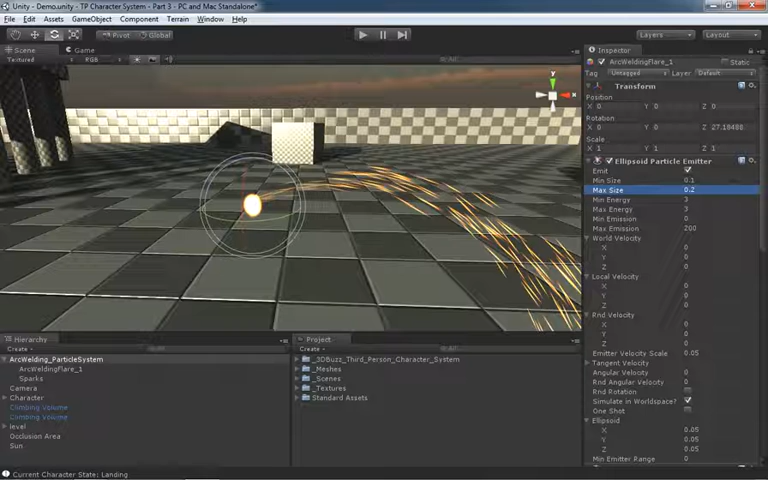 Unity - Demo.unity - TP Character System - Part 3 - PC and Mac Standalone*
File Edit Assets GameObject Component Terrain Window Help
Pivot Global Layers Layout
Scene Game
Textured RGB
Inspector
ArcWeldingFlare_1 Static
Tag Untagged Layer Default
Transform
Position
X 0 Y 0 Z 0
Rotation
X 0 Y 0 Z 27.18488
Scale
X 1 Y 1 Z 1
Ellipsoid Particle Emitter
Emit
Min Size 0.1
Max Size 0.2
Min Energy 3
Max Energy 3
Min Emission 0
Max Emission 200
World Velocity
X 0
Y 0
Z 0
Local Velocity
X 0
Y 0
Z 0
Rnd Velocity
X 0
Y 0
Z 0
Emitter Velocity Scale 0.05
Tangent Velocity
Angular Velocity 0
Rnd Angular Velocity 0
Rnd Rotation
Simulate in Worldspace?
One Shot
Ellipsoid
X 0.05
Y 0.05
Z 0.05
Min Emitter Range 0
y
x
Hierarchy
Create
ArcWelding_ParticleSystem
ArcWeldingFlare_1
Sparks
Camera
Character
Climbing Volume
Climbing Volume
level
Occlusion Area
Sun
Project
Create
_3DBuzz_Third_Person_Character_System
_Meshes
_Scenes
_Textures
Standard Assets
Current Character State: Landing